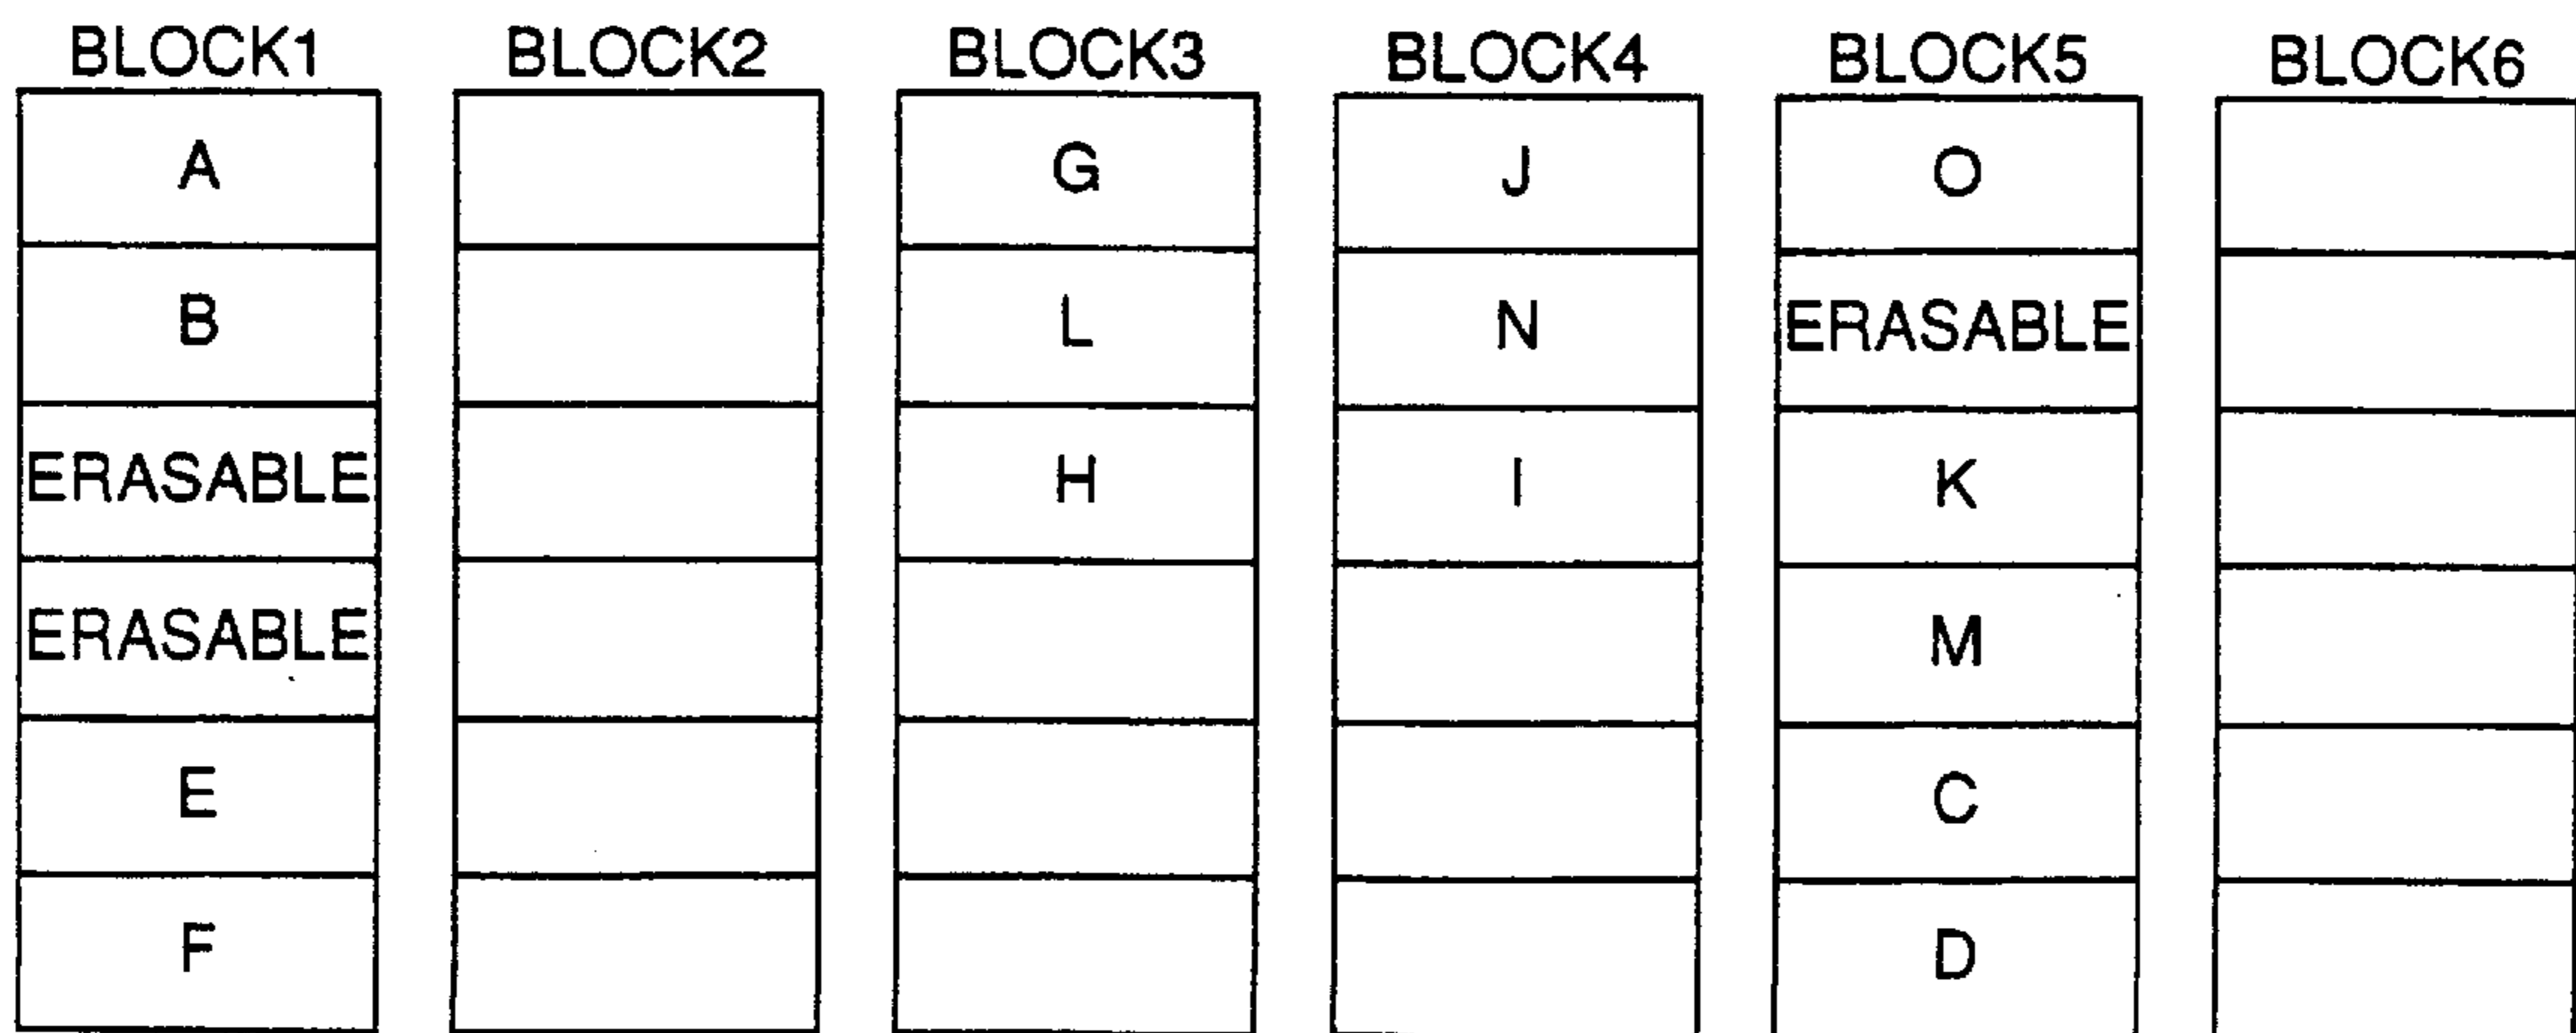 BLOCK1 BLOCK2 BLOCK3 BLOCK4 BLOCK5 BLOCK6
A G J O
B L N ERASABLE
ERASABLE H I K
ERASABLE M
E C
F D